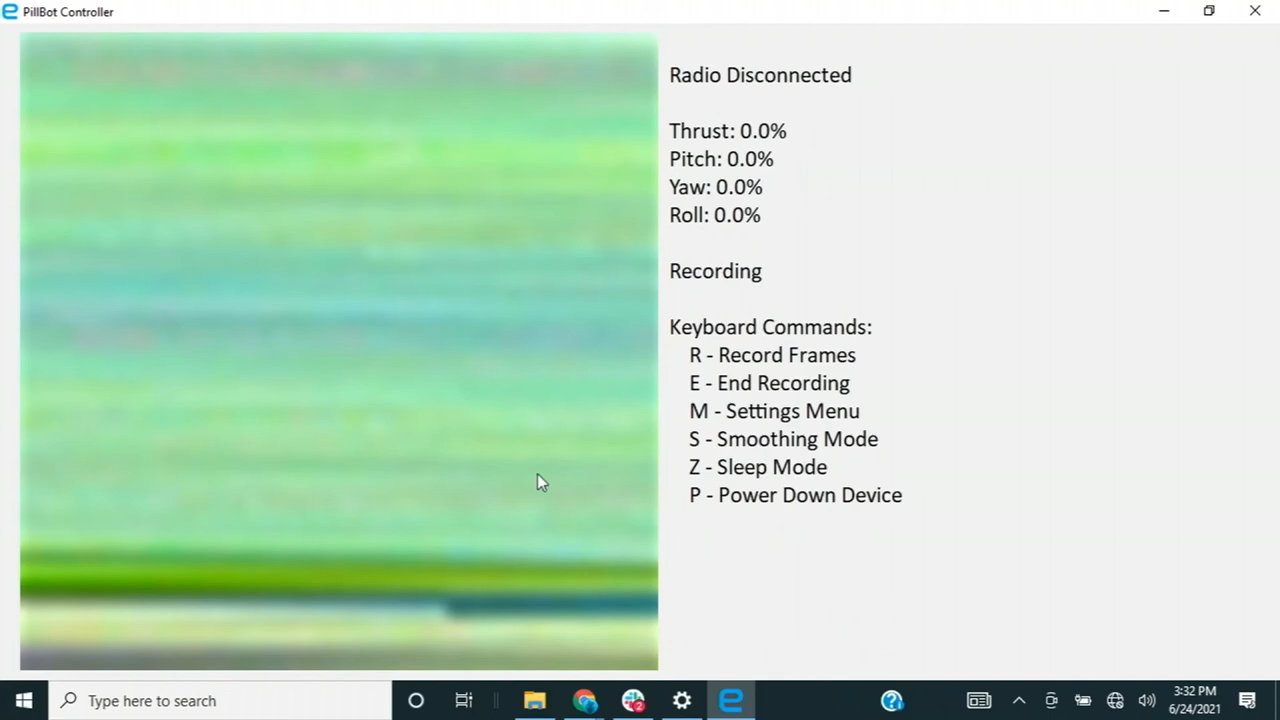 PillBot Controller
Radio Disconnected
Thrust: 0.0%
Pitch: 0.0%
Yaw: 0.0%
Roll: 0.0%
Recording
Keyboard Commands:
R - Record Frames
E - End Recording
M - Settings Menu
S - Smoothing Mode
Z - Sleep Mode
P - Power Down Device
Type here to search
2
3:32 PM
6/24/2021